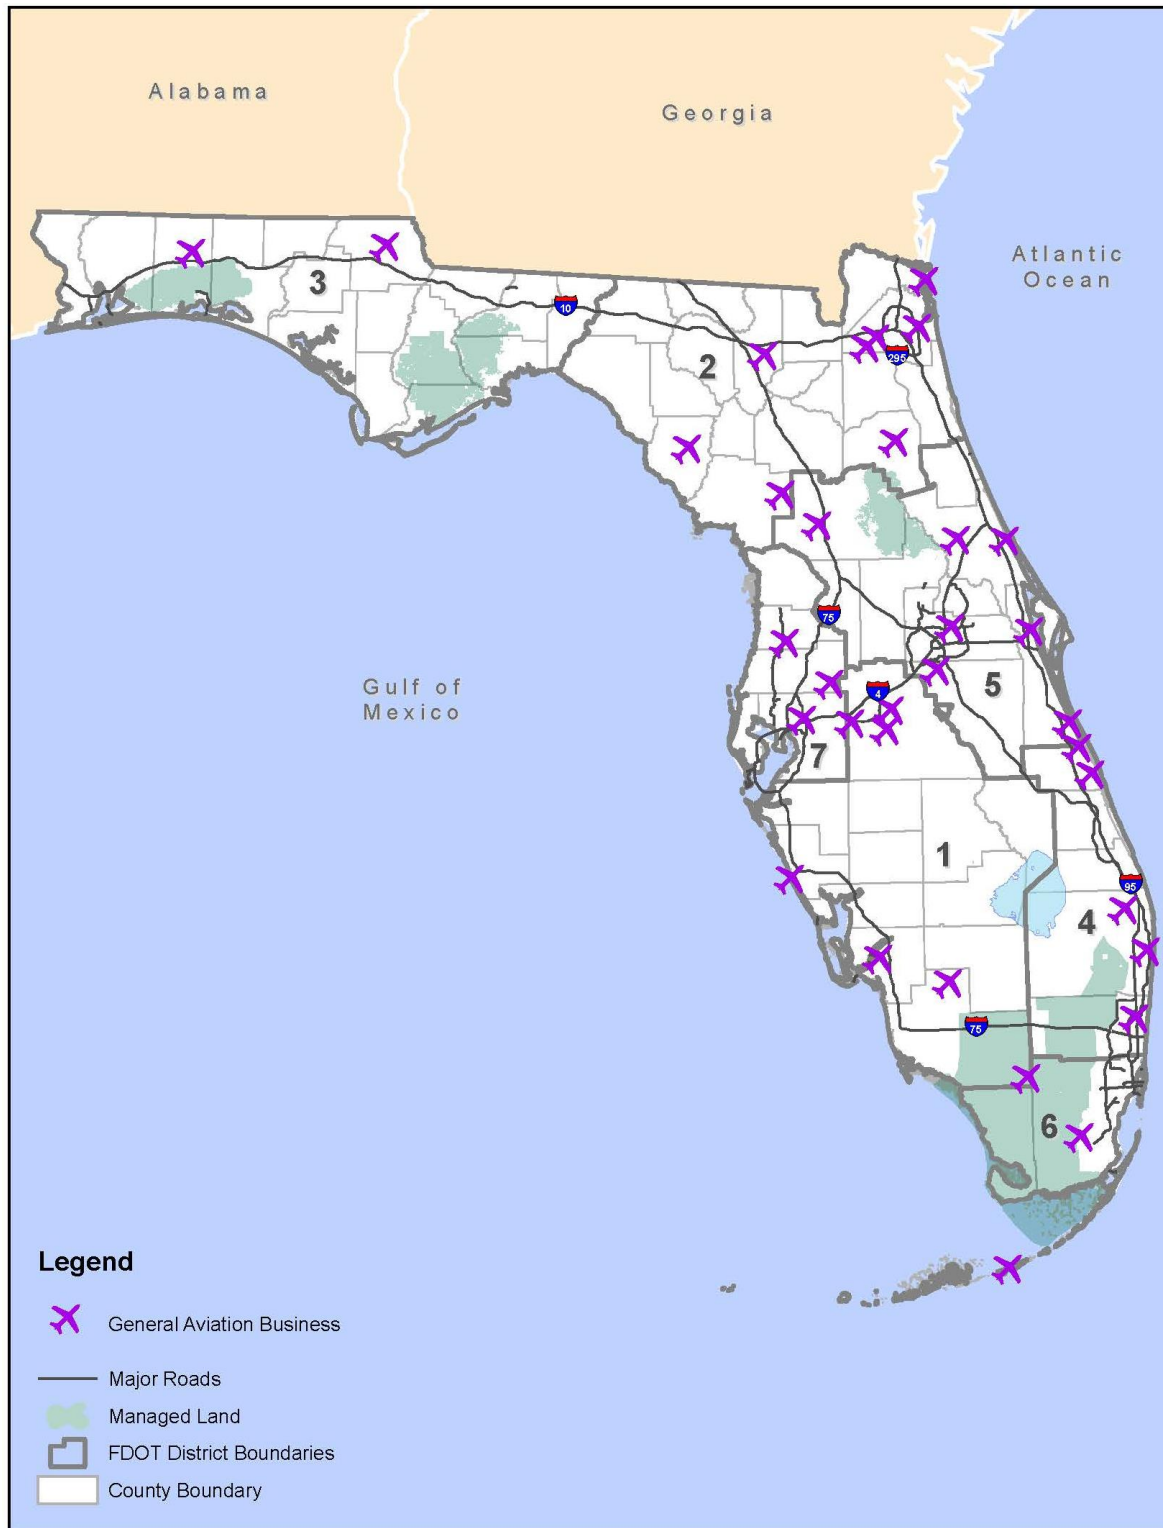 Alabama
Georgia
Atlantic
Ocean
3
10
295
2
75
Gulf of
Mexico
4
5
7
1
95
4
75
6
Legend
General Aviation Business
Major Roads
Managed Land
FDOT District Boundaries
County Boundary